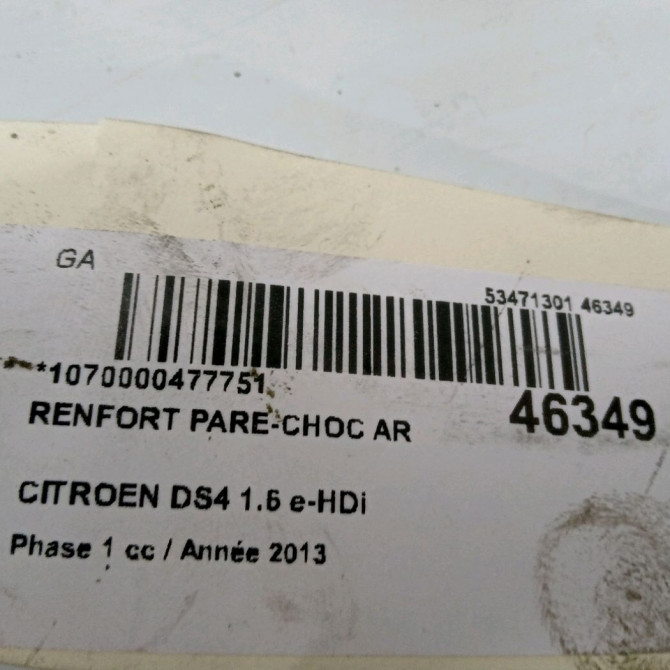 GA
53471301 46349
*1070000477751
46349
RENFORT PARE-CHOC AR
CITROEN DS4 1.6 e-HDi
Phase 1 cc / Année 2013